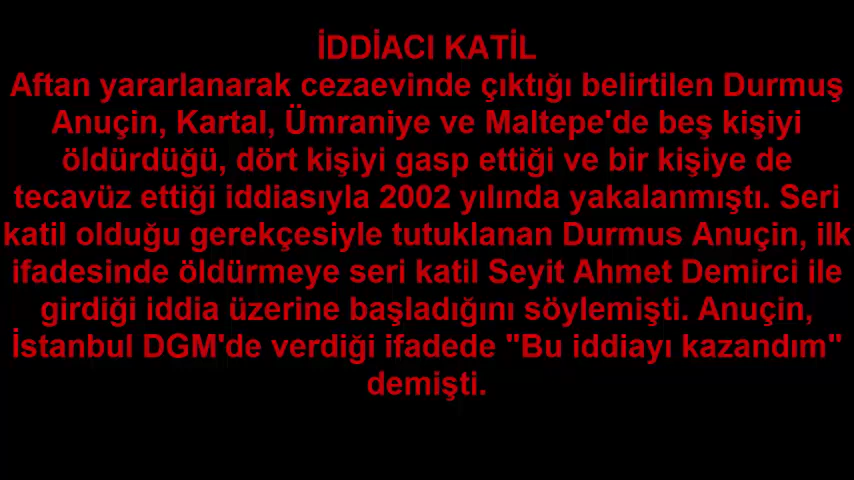 İDDİACI KATİL
Aftan yararlanarak cezaevinde çıktığı belirtilen Durmuş
Anuçin, Kartal, Ümraniye ve Maltepe'de beş kişiyi
öldürdüğü, dört kişiyi gasp ettiği ve bir kişiye de
tecavüz ettiği iddiasıyla 2002 yılında yakalanmıştı. Seri
katil olduğu gerekçesiyle tutuklanan Durmus Anuçin, ilk
ifadesinde öldürmeye seri katil Seyit Ahmet Demirci ile
girdiği iddia üzerine başladığını söylemişti. Anuçin,
İstanbul DGM'de verdiği ifadede "Bu iddiayı kazandım"
demişti.